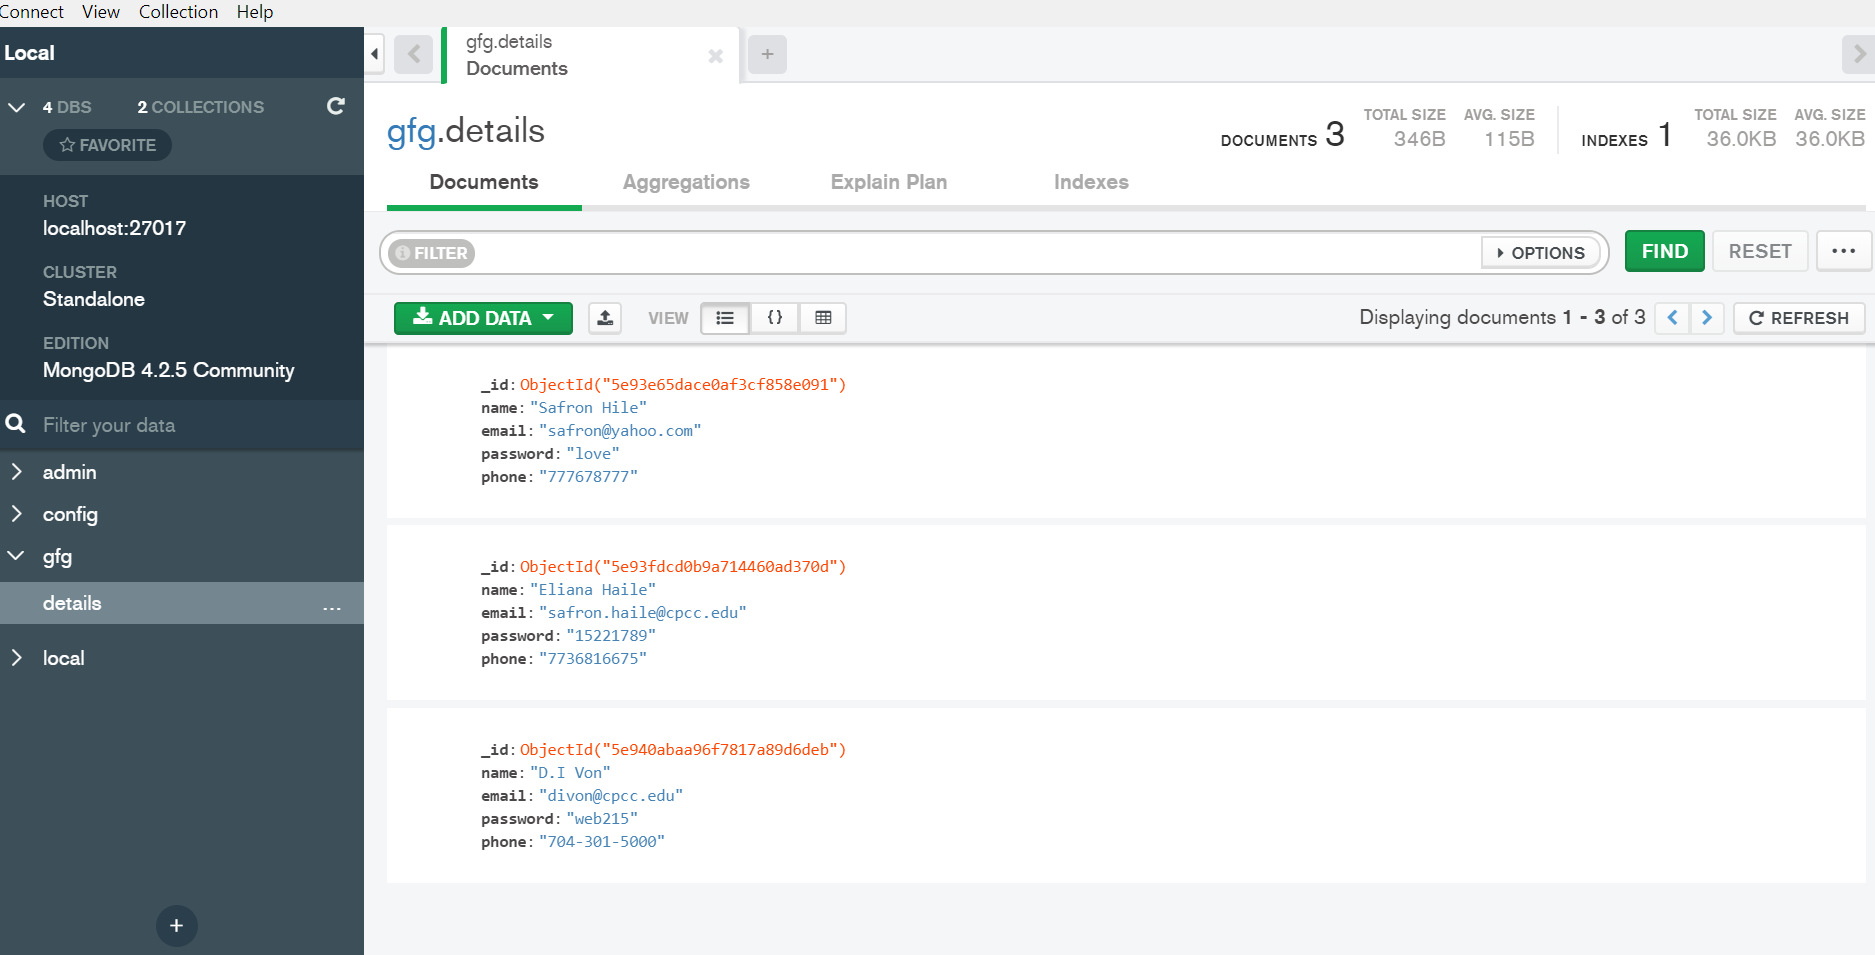 Connect View Collection Help
Local
4 DBS 2 COLLECTIONS
FAVORITE
HOST
localhost:27017
CLUSTER
Standalone
EDITION
MongoDB 4.2.5 Community
Filter your data
admin
config
gfg
details ...
local
+
gfg.details
Documents
+
gfg.details
DOCUMENTS 3 TOTAL SIZE 346B AVG. SIZE 115B INDEXES 1 TOTAL SIZE 36.0KB AVG. SIZE 36.0KB
Documents Aggregations Explain Plan Indexes
FILTER OPTIONS FIND RESET ...
ADD DATA VIEW {} Displaying documents 1 - 3 of 3 < > REFRESH
_id: ObjectId("5e93e65dace0af3cf858e091")
name: "Safron Hile"
email: "safron@yahoo.com"
password: "love"
phone: "777678777"
_id: ObjectId("5e93fdcd0b9a714460ad370d")
name: "Eliana Haile"
email: "safron.haile@cpcc.edu"
password: "15221789"
phone: "7736816675"
_id: ObjectId("5e940abaa96f7817a89d6deb")
name: "D.I Von"
email: "divon@cpcc.edu"
password: "web215"
phone: "704-301-5000"